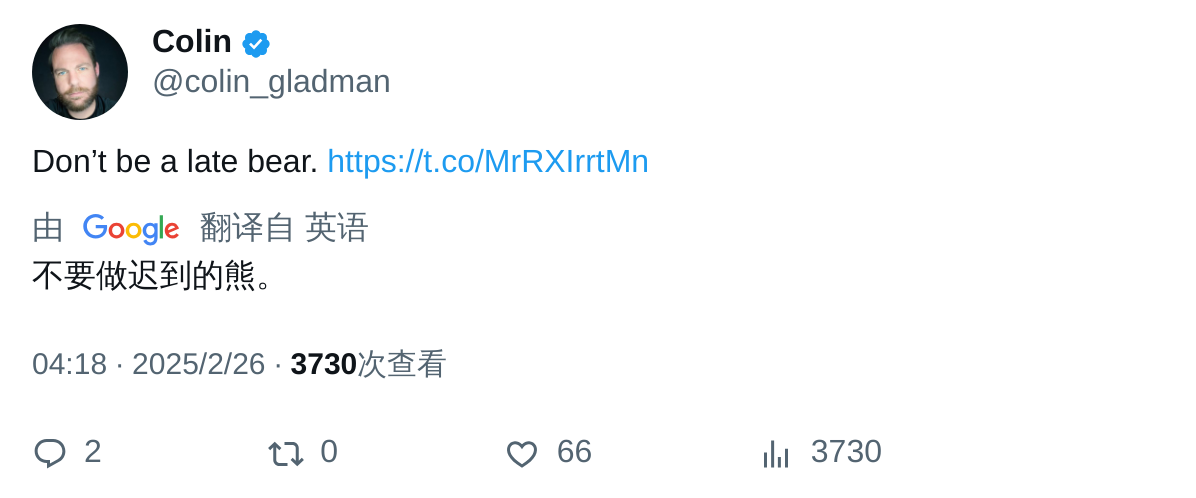 Colin
@colin_gladman
Don’t be a late bear. https://t.co/MrRXIrrtMn
由 Google 翻译自 英语
不要做迟到的熊。
04:18 · 2025/2/26 · 3730次查看
2 0 66 3730